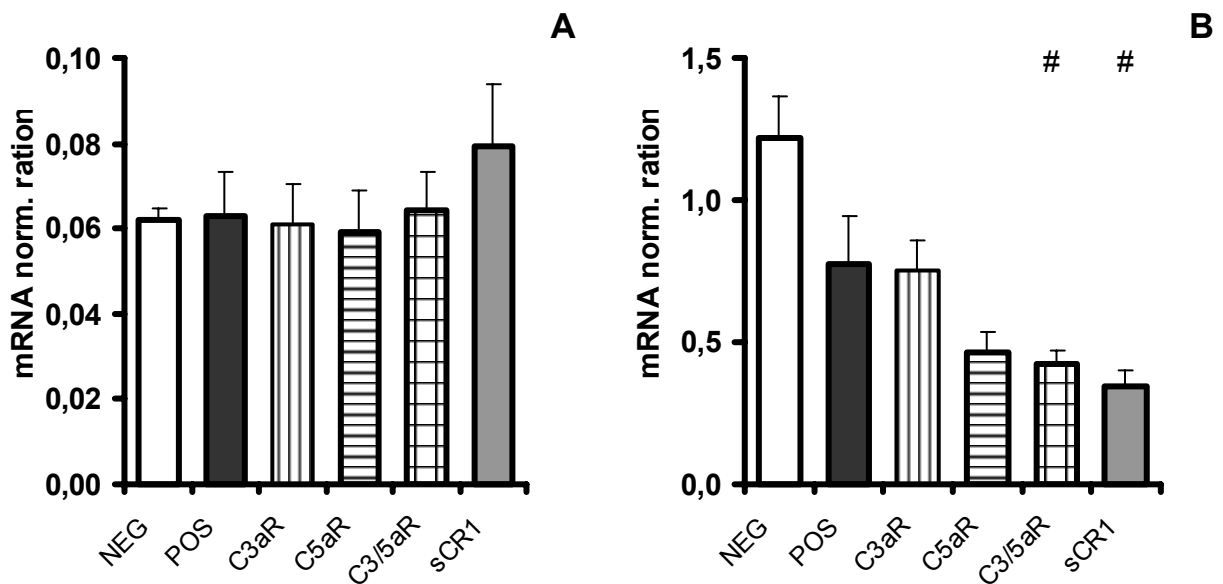 A
mRNA norm. ration
0,10
0,08
0,06
0,04
0,02
0,00
NEG
POS
C3aR
C5aR
C3/5aR
sCR1
B
mRNA norm. ration
1,5
1,0
0,5
0,0
# #
NEG
POS
C3aR
C5aR
C3/5aR
sCR1